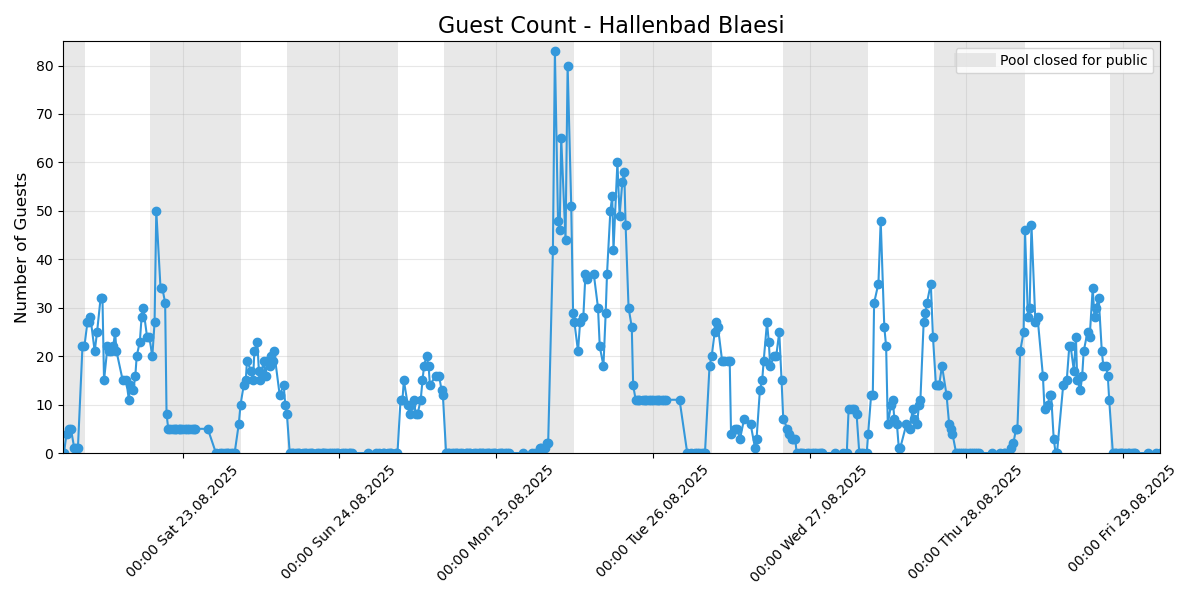 Guest Count - Hallenbad Blaesi
Pool closed for public
Number of Guests
80
70
60
50
40
30
20
10
0
00:00 Sat 23.08.2025
00:00 Sun 24.08.2025
00:00 Mon 25.08.2025
00:00 Tue 26.08.2025
00:00 Wed 27.08.2025
00:00 Thu 28.08.2025
00:00 Fri 29.08.2025